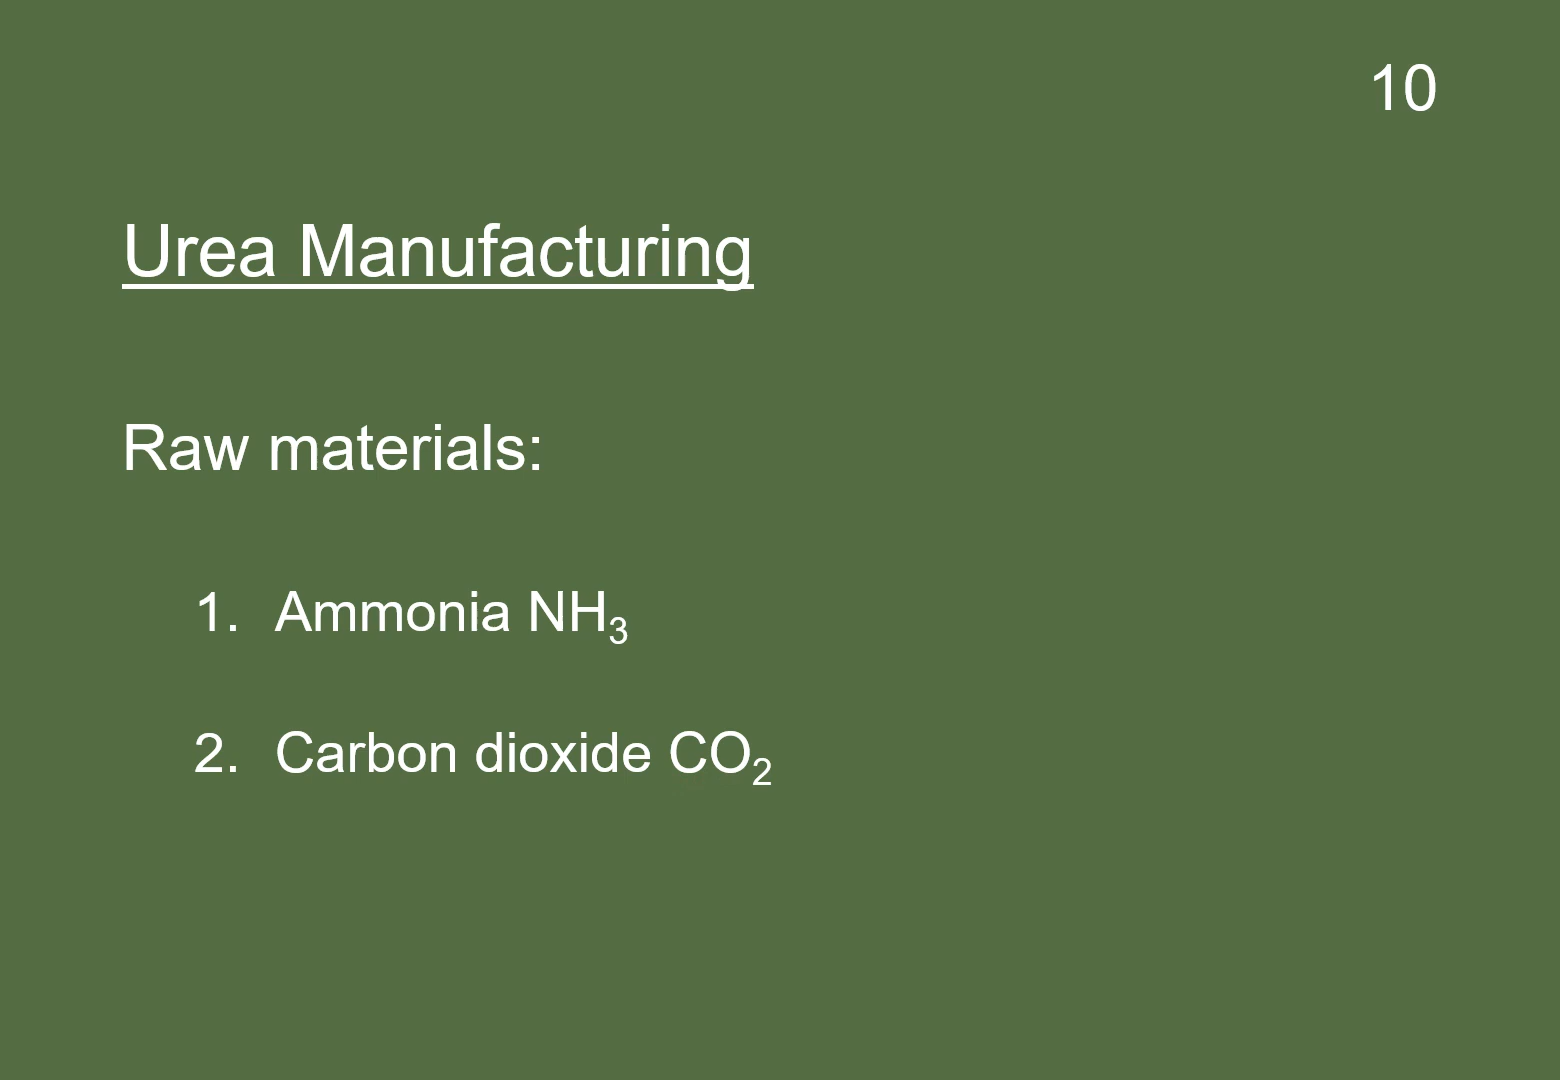 10
Urea Manufacturing
Raw materials:
1. Ammonia NH₃
2. Carbon dioxide CO₂